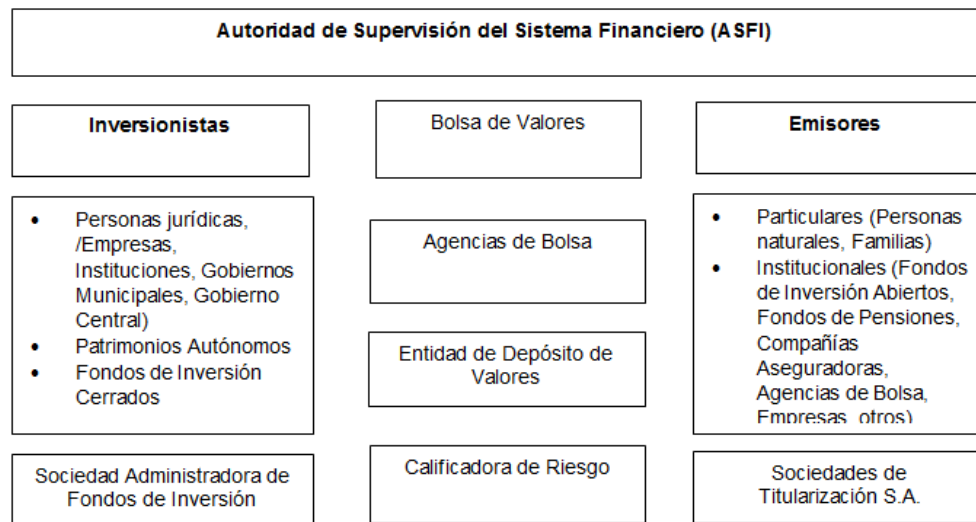 Autoridad de Supervisión del Sistema Financiero (ASFI)
Inversionistas
Bolsa de Valores
Emisores
• Personas jurídicas,
/Empresas,
Instituciones, Gobiernos
Municipales, Gobierno
Central)
• Patrimonios Autónomos
• Fondos de Inversión
Cerrados
Agencias de Bolsa
Entidad de Depósito de
Valores
• Particulares (Personas
naturales, Familias)
• Institucionales (Fondos
de Inversión Abiertos,
Fondos de Pensiones,
Compañías
Aseguradoras,
Agencias de Bolsa,
Empresas, otros)
Sociedad Administradora de
Fondos de Inversión
Calificadora de Riesgo
Sociedades de
Titularización S.A.